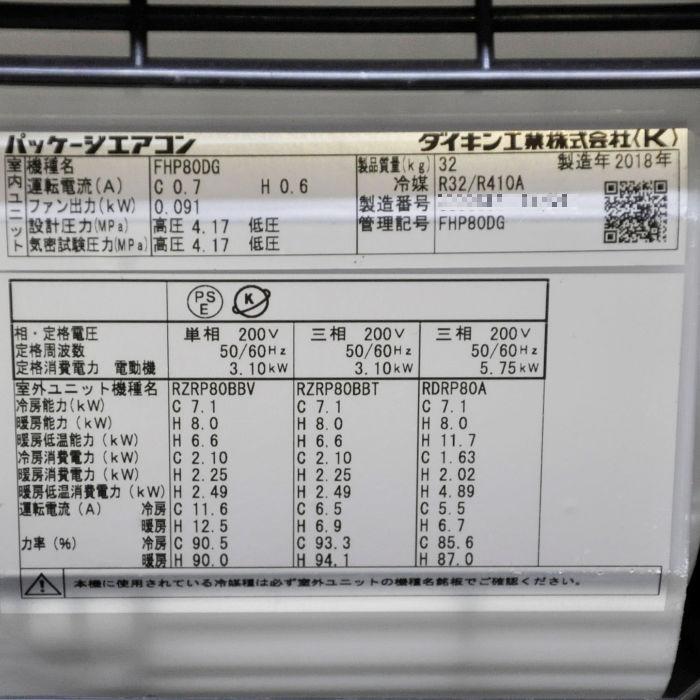 パッケージエアコン ダイキン工業株式会社〈K〉
室内ユニット
機種名 FHP80DG 製品質量(kg) 32 製造年 2018年
運転電流(A) C 0.7 H 0.6 冷媒 R32/R410A
ファン出力(kW) 0.091 製造番号
設計圧力(MPa) 高圧 4.17 低圧 管理記号 FHP80DG
気密試験圧力(MPa) 高圧 4.17 低圧
PSE K
相・定格電圧 単相 200V 三相 200V 三相 200V
定格周波数 50/60Hz 50/60Hz 50/60Hz
定格消費電力 電動機 3.10kW 3.10kW 5.75kW
室外ユニット機種名 RZRP80BBV RZRP80BBT RDRP80A
冷房能力(kW) C 7.1 C 7.1 C 7.1
暖房能力(kW) H 8.0 H 8.0 H 8.0
暖房低温能力(kW) H 6.6 H 6.6 H 11.7
冷房消費電力(kW) C 2.10 C 2.10 C 1.63
暖房消費電力(kW) H 2.25 H 2.25 H 2.02
暖房低温消費電力(kW) H 2.49 H 2.49 H 4.89
運転電流(A) 冷房 C 11.6 C 6.5 C 5.5
暖房 H 12.5 H 6.9 H 6.7
力率(%) 冷房 C 90.5 C 93.3 C 85.6
暖房 H 90.0 H 94.1 H 87.0
本機に使用されている冷媒種は必ず室外ユニットの機種名銘板でご確認ください。